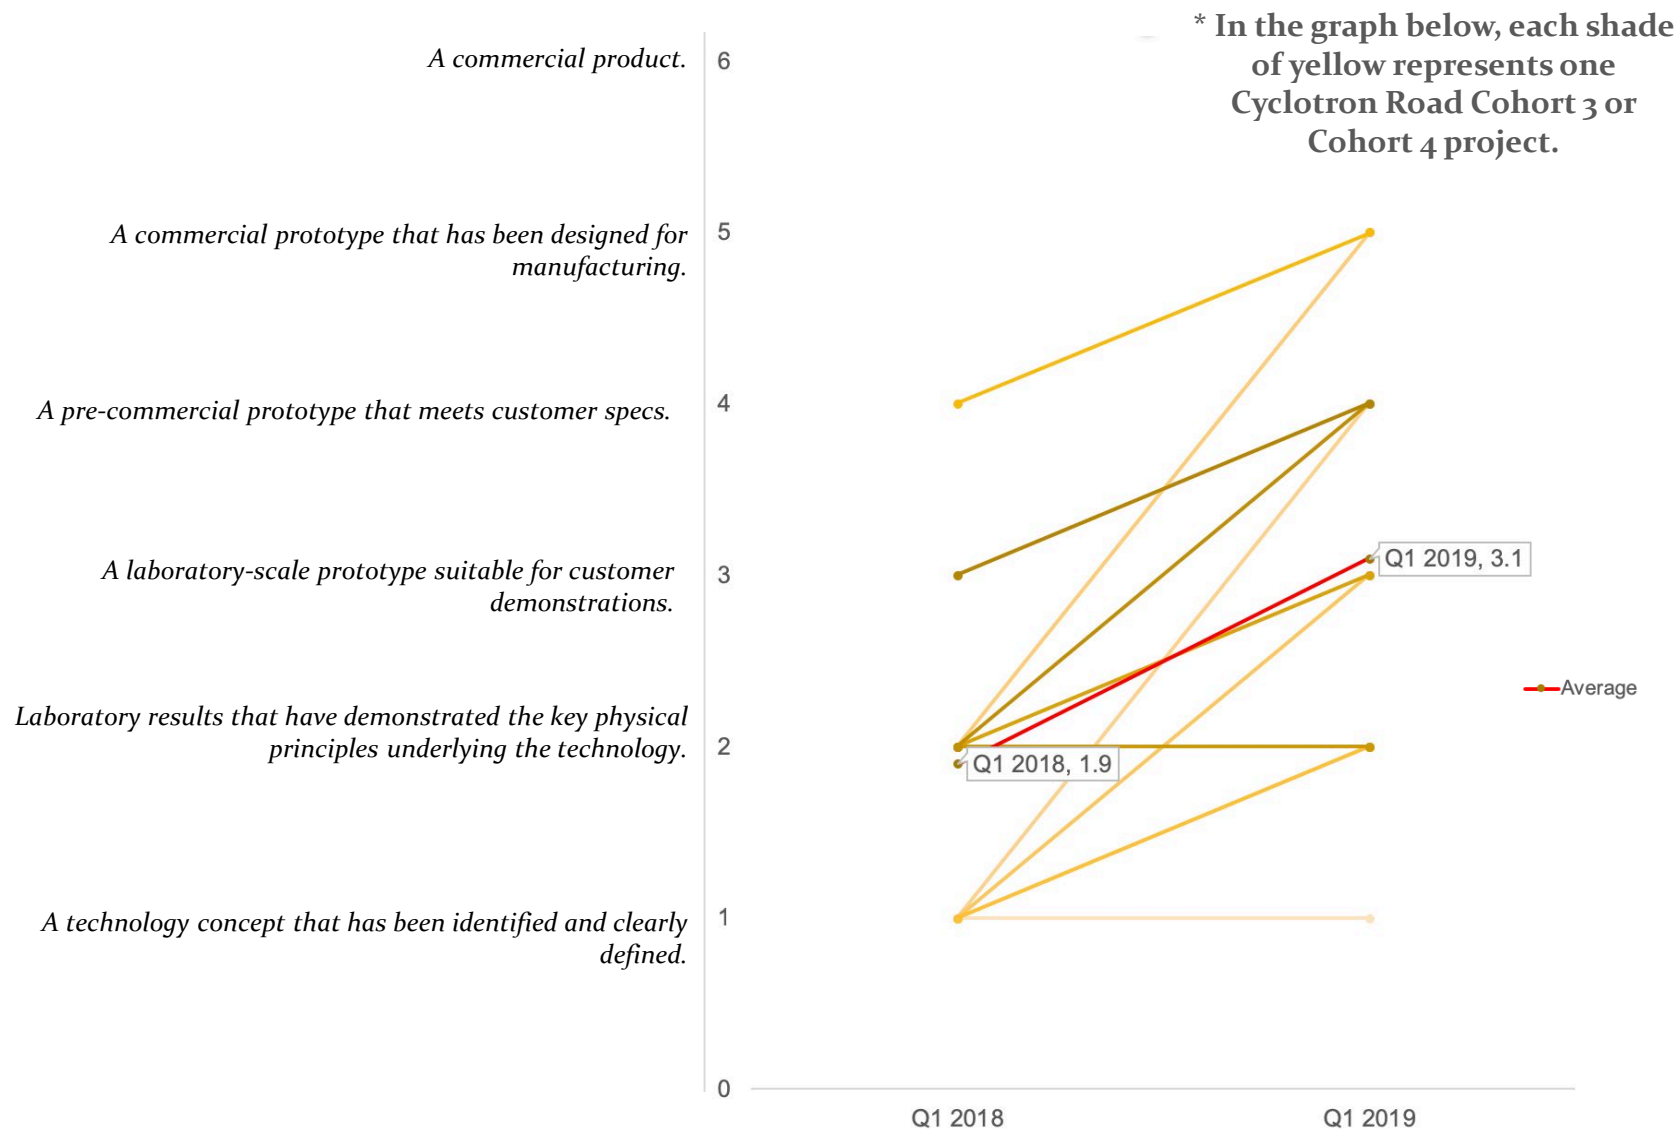 * In the graph below, each shade
of yellow represents one
Cyclotron Road Cohort 3 or
Cohort 4 project.
A commercial product.
6
A commercial prototype that has been designed for
manufacturing.
5
A pre-commercial prototype that meets customer specs.
4
A laboratory-scale prototype suitable for customer
demonstrations.
3
Q1 2019, 3.1
Average
Laboratory results that have demonstrated the key physical
principles underlying the technology.
2
Q1 2018, 1.9
A technology concept that has been identified and clearly
defined.
1
0
Q1 2018
Q1 2019